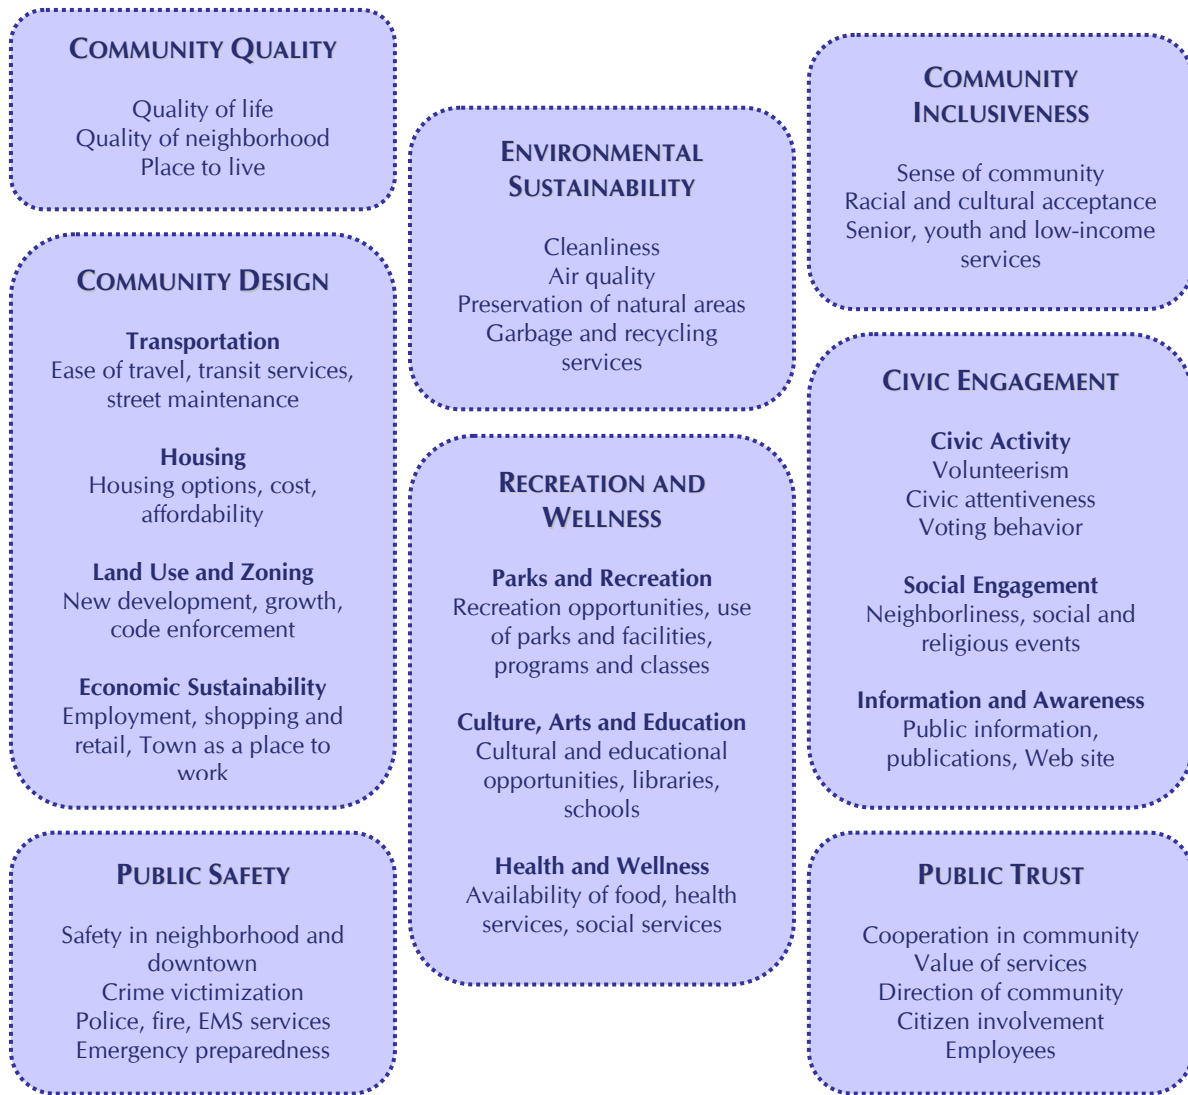 COMMUNITY QUALITY
Quality of life
Quality of neighborhood
Place to live
COMMUNITY DESIGN
Transportation
Ease of travel, transit services,
street maintenance
Housing
Housing options, cost,
affordability
Land Use and Zoning
New development, growth,
code enforcement
Economic Sustainability
Employment, shopping and
retail, Town as a place to
work
PUBLIC SAFETY
Safety in neighborhood and
downtown
Crime victimization
Police, fire, EMS services
Emergency preparedness
ENVIRONMENTAL
SUSTAINABILITY
Cleanliness
Air quality
Preservation of natural areas
Garbage and recycling
services
RECREATION AND
WELLNESS
Parks and Recreation
Recreation opportunities, use
of parks and facilities,
programs and classes
Culture, Arts and Education
Cultural and educational
opportunities, libraries,
schools
Health and Wellness
Availability of food, health
services, social services
COMMUNITY
INCLUSIVENESS
Sense of community
Racial and cultural acceptance
Senior, youth and low-income
services
CIVIC ENGAGEMENT
Civic Activity
Volunteerism
Civic attentiveness
Voting behavior
Social Engagement
Neighborliness, social and
religious events
Information and Awareness
Public information,
publications, Web site
PUBLIC TRUST
Cooperation in community
Value of services
Direction of community
Citizen involvement
Employees